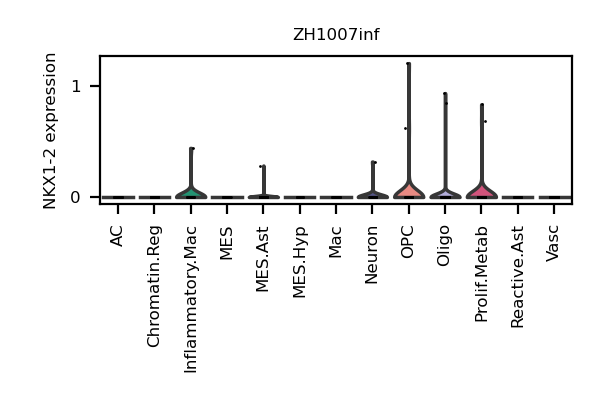 ZH1007inf
NKX1-2 expression
1
0
AC
Chromatin.Reg
Inflammatory.Mac
MES
MES.Ast
MES.Hyp
Mac
Neuron
OPC
Oligo
Prolif.Metab
Reactive.Ast
Vasc